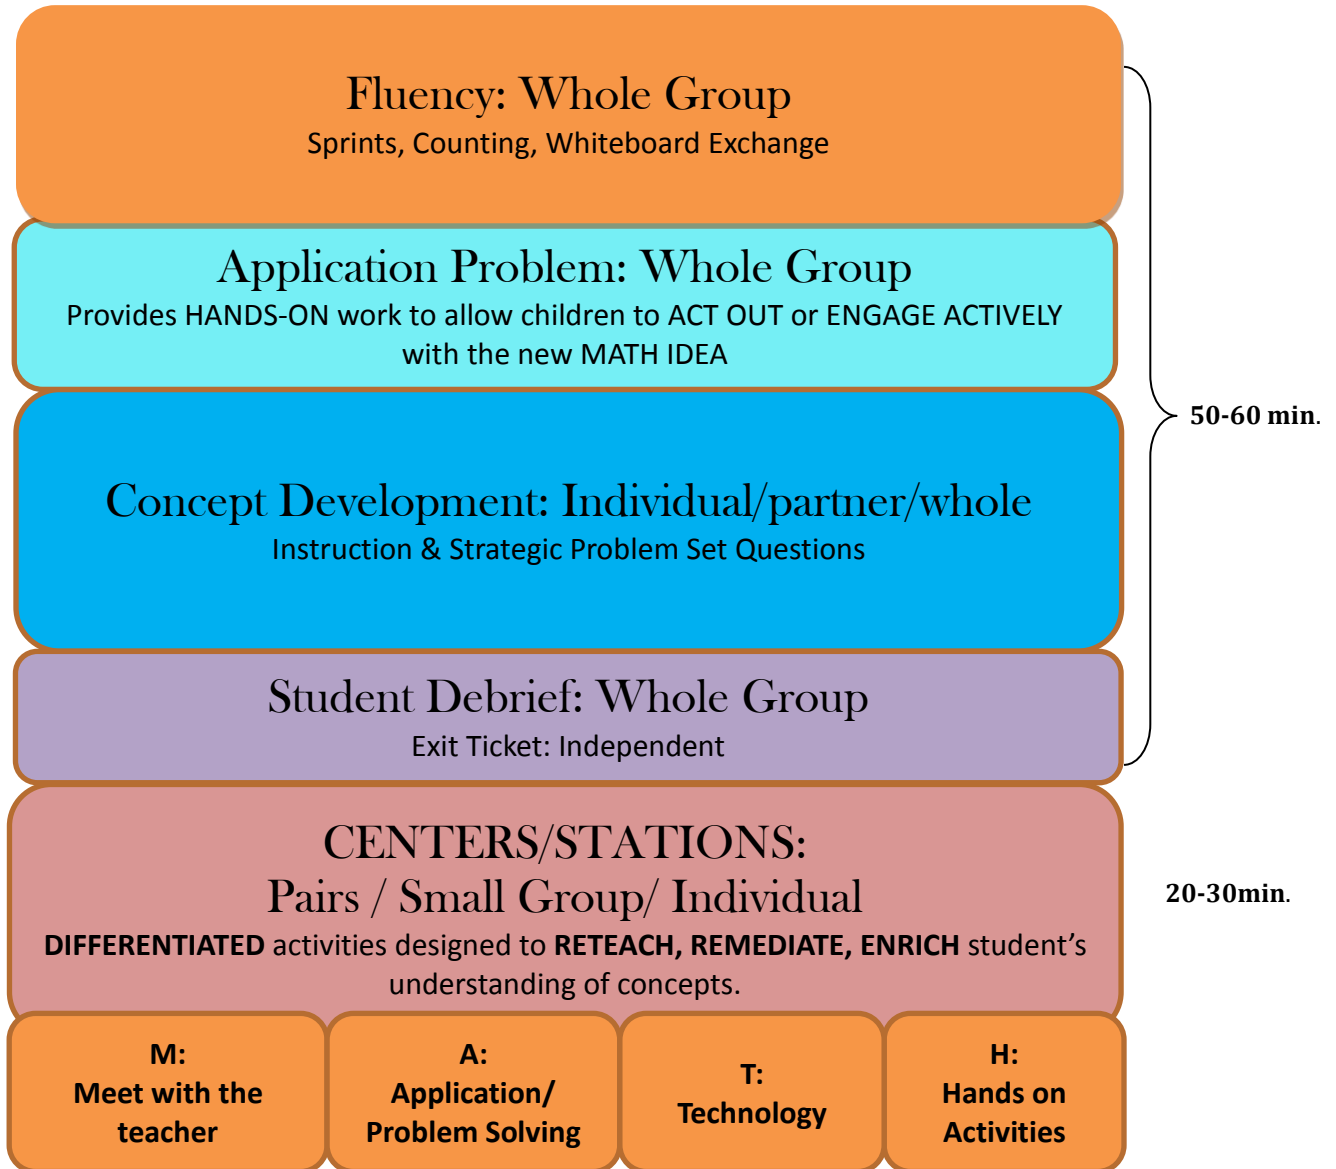 Fluency: Whole Group
Sprints, Counting, Whiteboard Exchange
Application Problem: Whole Group
Provides HANDS-ON work to allow children to ACT OUT or ENGAGE ACTIVELY
with the new MATH IDEA
50-60 min.
Concept Development: Individual/partner/whole
Instruction & Strategic Problem Set Questions
Student Debrief: Whole Group
Exit Ticket: Independent
CENTERS/STATIONS:
Pairs / Small Group/ Individual
20-30min.
DIFFERENTIATED activities designed to RETEACH, REMEDIATE, ENRICH student’s
understanding of concepts.
M:
Meet with the
teacher
A:
Application/
Problem Solving
T:
Technology
H:
Hands on
Activities